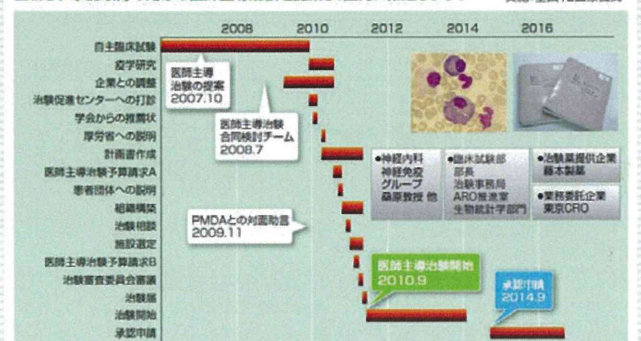 2008 2010 2012 2014 2016
自主臨床試験
疫学研究
企業との調整
治験促進センターへの打診
学会からの推薦状
厚労省への説明
計画書作成
医師主導治験予算請求A
患者団体への説明
組織構築
治験相談
施設選定
医師主導治験予算請求B
治験審査委員会審議
治験届
治験開始
承認申請
医師主導
治験の提案
2007.10
医師主導治験
合同検討チーム
2008.7
PMDAとの対面助言
2009.11
医師主導治験開始
2010.9
承認申請
2014.9
●神経内科
神経免疫
グループ
桑原教授 他
●臨床試験部
部長
治験事務局
ARO推進室
生物統計学部門
●治験薬提供企業
藤本製薬
●業務委託企業
東京CRO